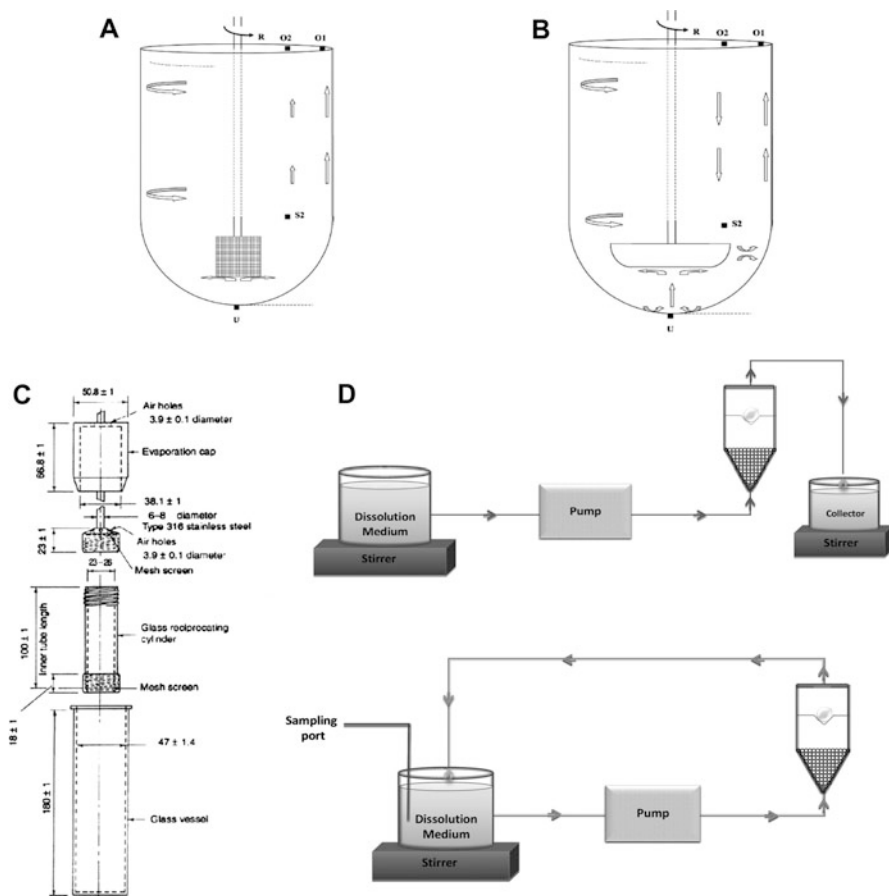 A
R
O2
O1
S2
U
B
R
O2
O1
S2
U
C
50.8 ± 1
Air holes
3.9 ± 0.1 diameter
56.8 ± 1
Evaporation cap
38.1 ± 1
6–8 diameter
Type 316 stainless steel
23 ± 1
Air holes
3.9 ± 0.1 diameter
Mesh screen
23 – 26
100 ± 1
Inner tube length
Glass reciprocating
cylinder
Mesh screen
18 ± 1
47 ± 1.4
180 ± 1
Glass vessel
D
Dissolution
Medium
Stirrer
Pump
Collector
Stirrer
Sampling
port
Dissolution
Medium
Stirrer
Pump